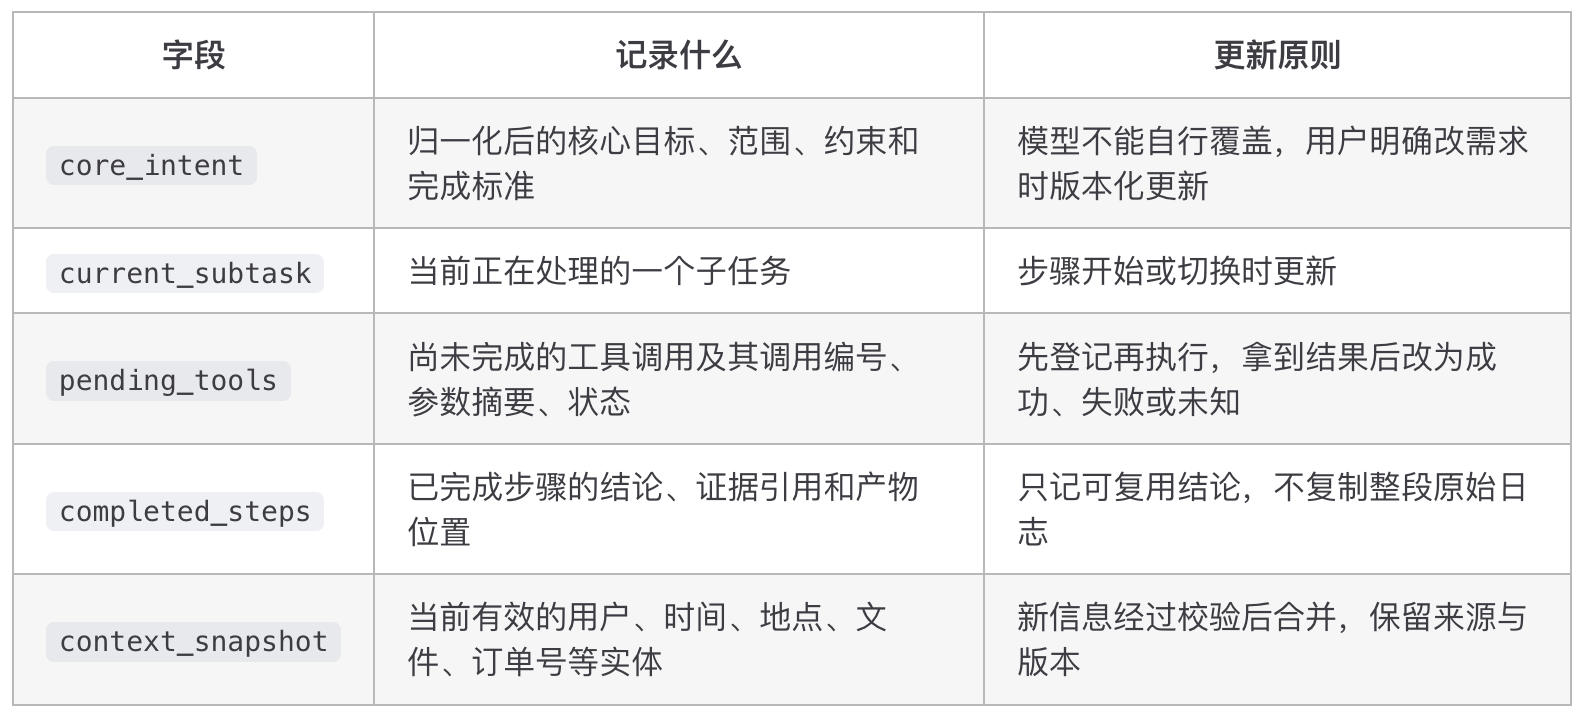 字段
记录什么
更新原则
core_intent
归一化后的核心目标、范围、约束和
完成标准
模型不能自行覆盖，用户明确改需求
时版本化更新
current_subtask
当前正在处理的一个子任务
步骤开始或切换时更新
pending_tools
尚未完成的工具调用及其调用编号、
参数摘要、状态
先登记再执行，拿到结果后改为成
功、失败或未知
completed_steps
已完成步骤的结论、证据引用和产物
位置
只记可复用结论，不复制整段原始日
志
context_snapshot
当前有效的用户、时间、地点、文
件、订单号等实体
新信息经过校验后合并，保留来源与
版本